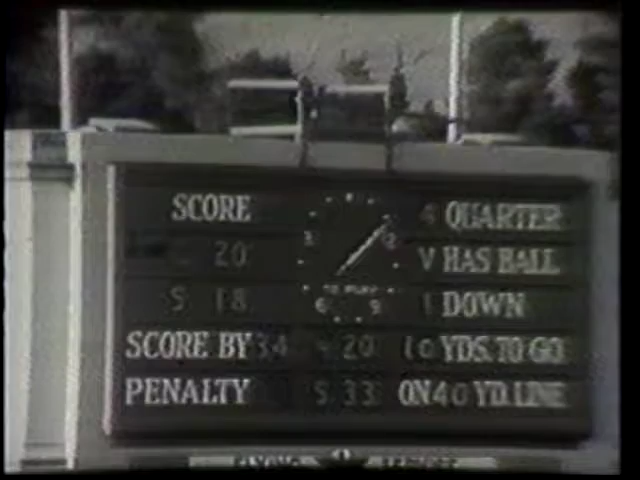 SCORE 4 QUARTER
20 V HAS BALL
S 18 1 DOWN
SCORE BY 34 20 10 YDS. TO GO
PENALTY S 33 ON 40 YD. LINE
FLYING